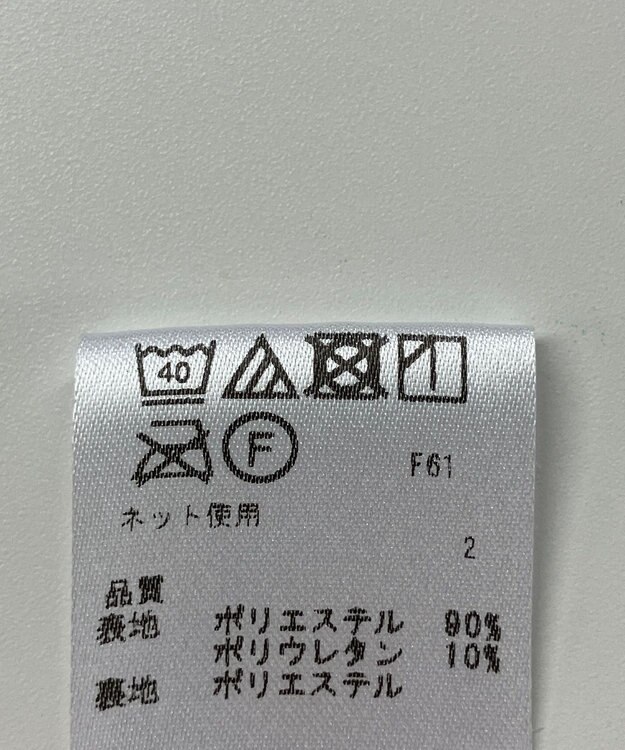 40
F F61
ネット使用
2
品質
表地 ポリエステル 90%
ポリウレタン 10%
裏地 ポリエステル